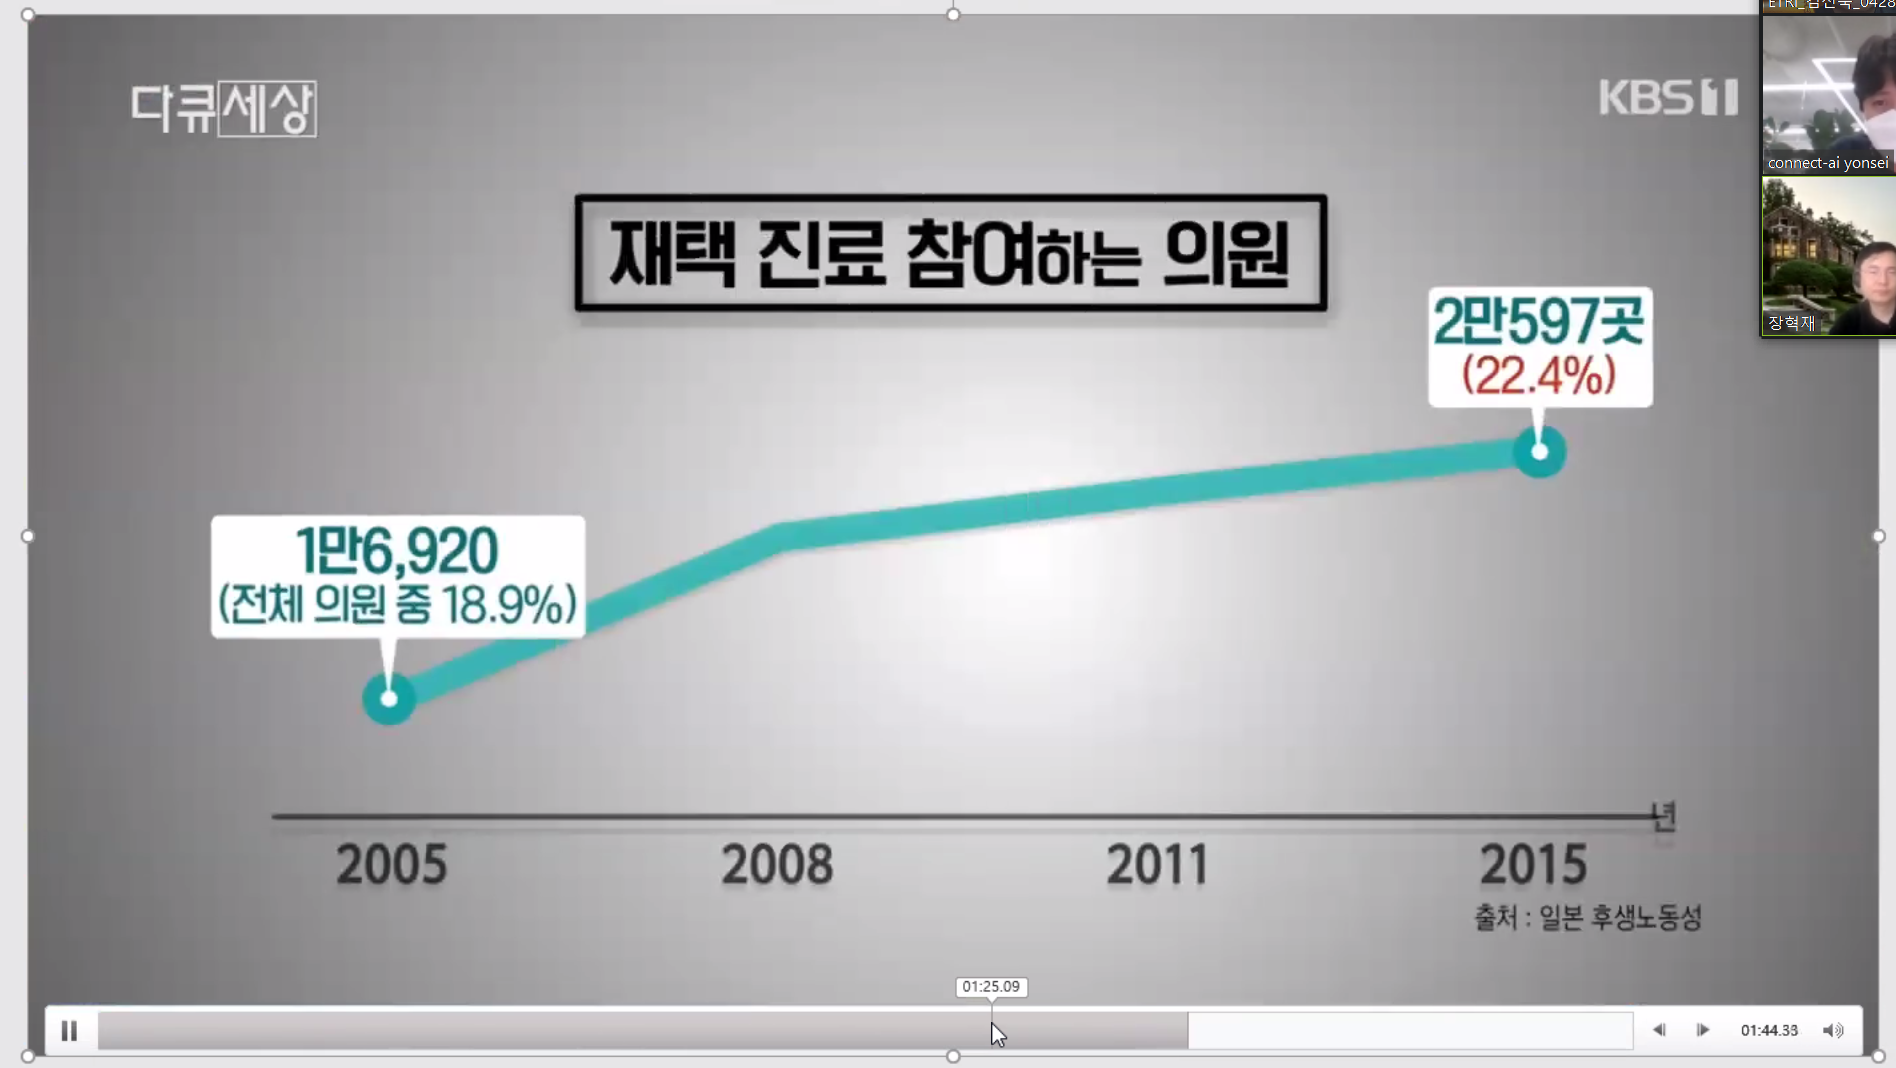 다큐세상
KBS 1
재택 진료 참여하는 의원
2만597곳
(22.4%)
1만6,920
(전체 의원 중 18.9%)
년
2005 2008 2011 2015
출처 : 일본 후생노동성
01:25.09
01:44.33
connect-ai yonsei
장혁재